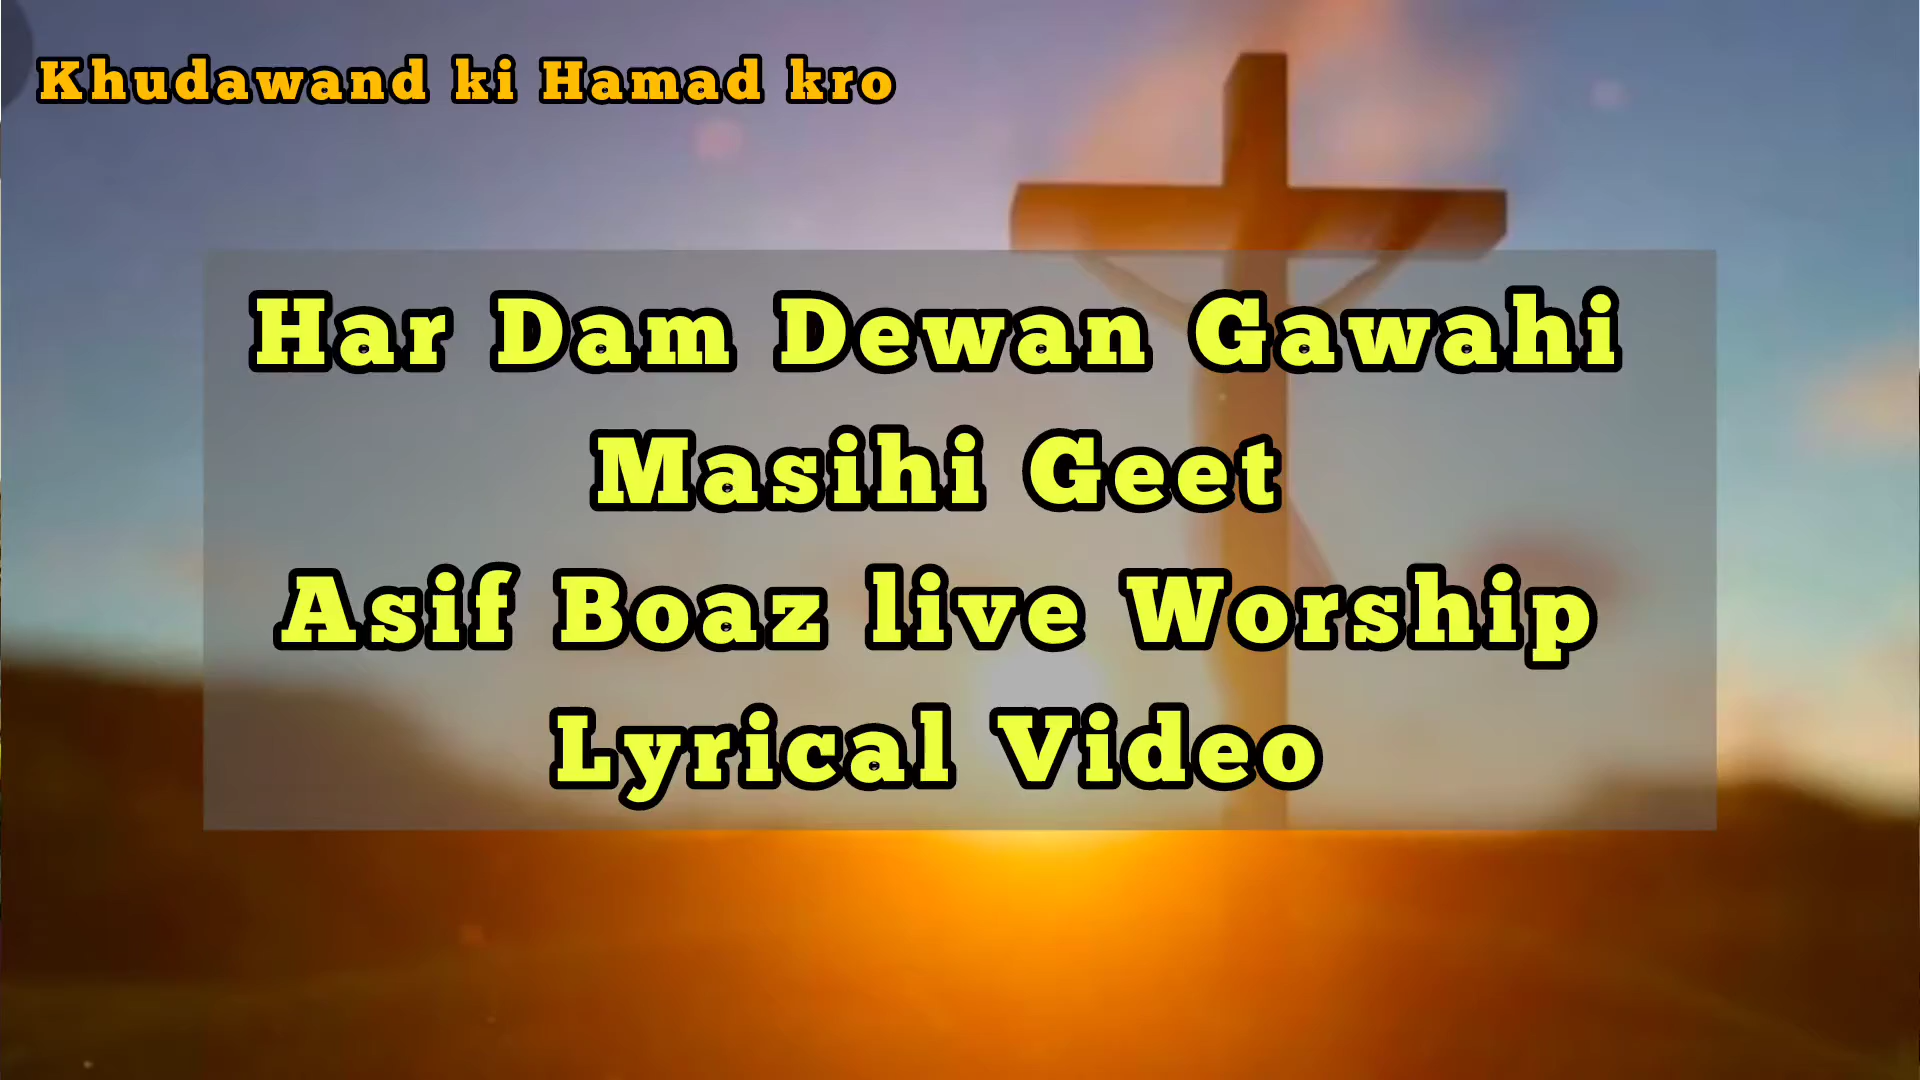 Khudawand ki Hamad kro
Har Dam Dewan Gawahi
Masihi Geet
Asif Boaz live Worship
Lyrical Video